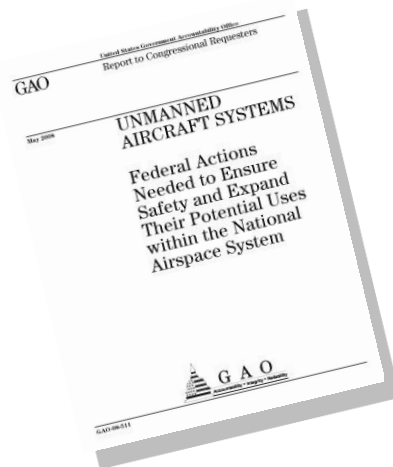 United States Government Accountability Office
GAO
Report to Congressional Requesters
May 2008
UNMANNED
AIRCRAFT SYSTEMS
Federal Actions
Needed to Ensure
Safety and Expand
Their Potential Uses
within the National
Airspace System
GAO
Accountability * Integrity * Reliability
GAO-08-511